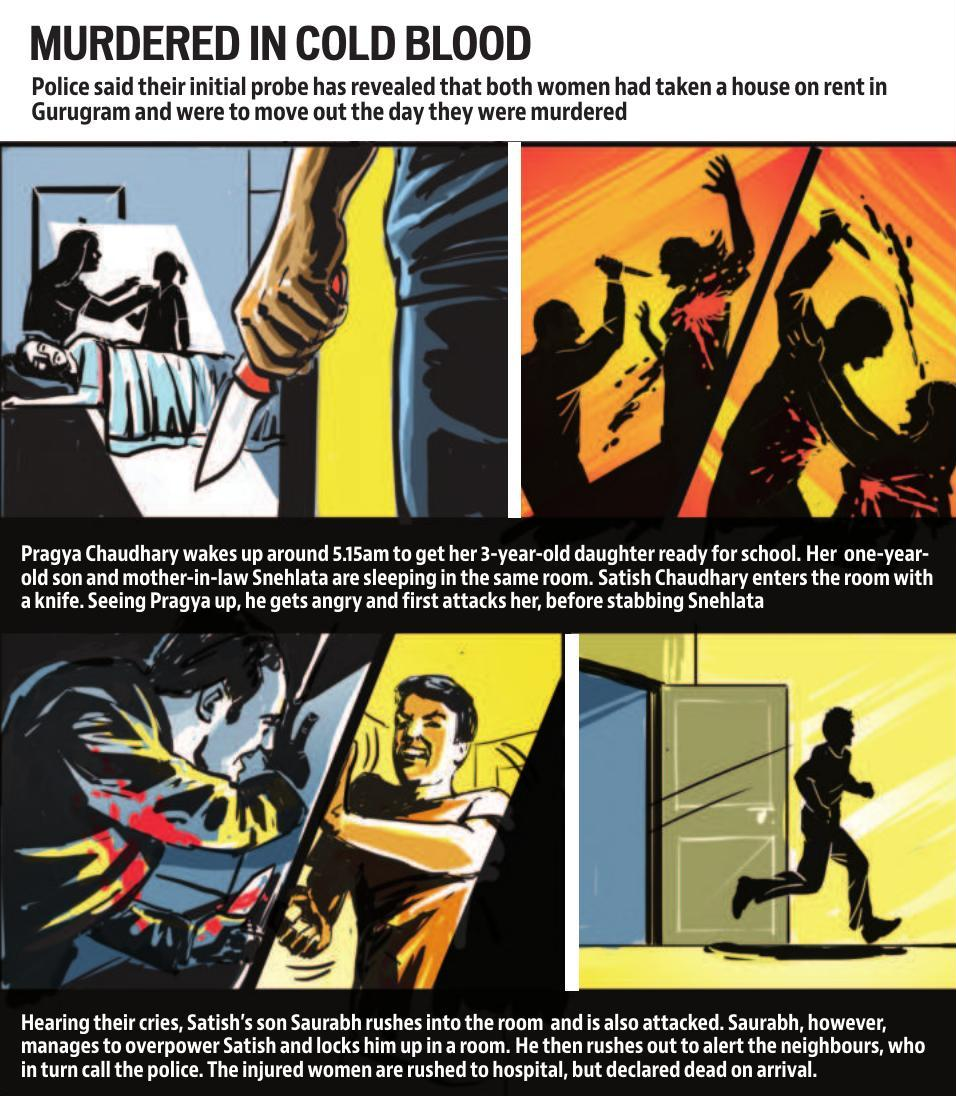 MURDERED IN COLD BLOOD
Police said their initial probe has revealed that both women had taken a house on rent in
Gurugram and were to move out the day they were murdered
Pragya Chaudhary wakes up around 5.15am to get her 3-year-old daughter ready for school. Her one-year-
old son and mother-in-law Snehlata are sleeping in the same room. Satish Chaudhary enters the room with
a knife. Seeing Pragya up, he gets angry and first attacks her, before stabbing Snehlata
Hearing their cries, Satish's son Saurabh rushes into the room and is also attacked. Saurabh, however,
manages to overpower Satish and locks him up in a room. He then rushes out to alert the neighbours, who
in turn call the police. The injured women are rushed to hospital, but declared dead on arrival.